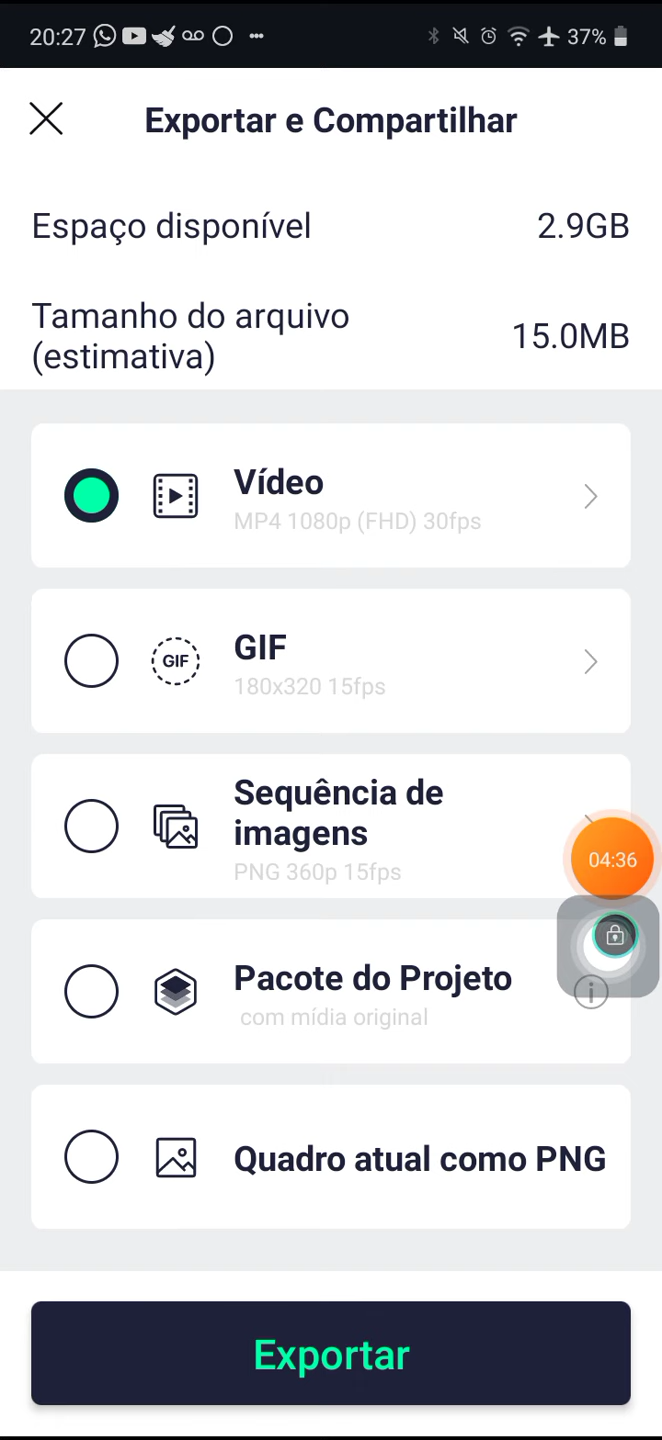 20:27 37%
Exportar e Compartilhar
Espaço disponível 2.9GB
Tamanho do arquivo
(estimativa) 15.0MB
Vídeo
MP4 1080p (FHD) 30fps
GIF GIF
180x320 15fps
Sequência de
imagens
PNG 360p 15fps
04:36
Pacote do Projeto
com mídia original
Quadro atual como PNG
Exportar